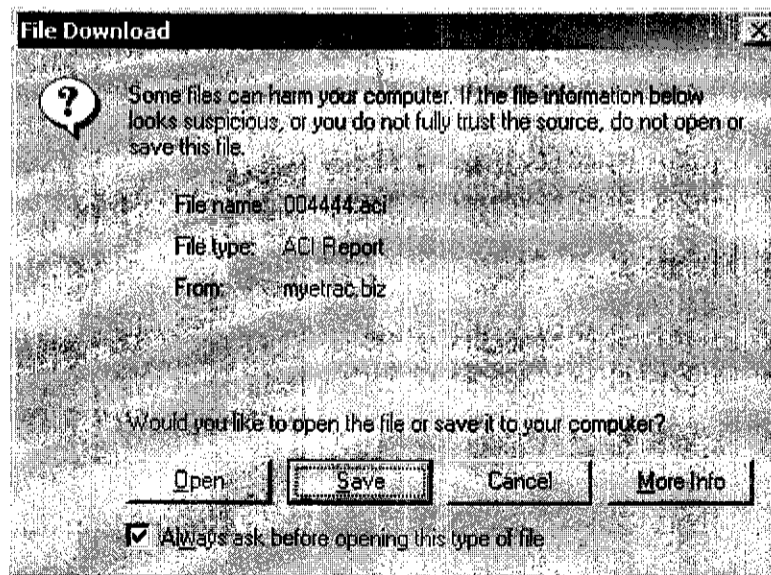 File Download
Some files can harm your computer. If the file information below
looks suspicious, or you do not fully trust the source, do not open or
save this file.
File name: 004444.aci
File type: ACI Report
From: myetrac.biz
Would you like to open the file or save it to your computer?
Open Save Cancel More Info
Always ask before opening this type of file